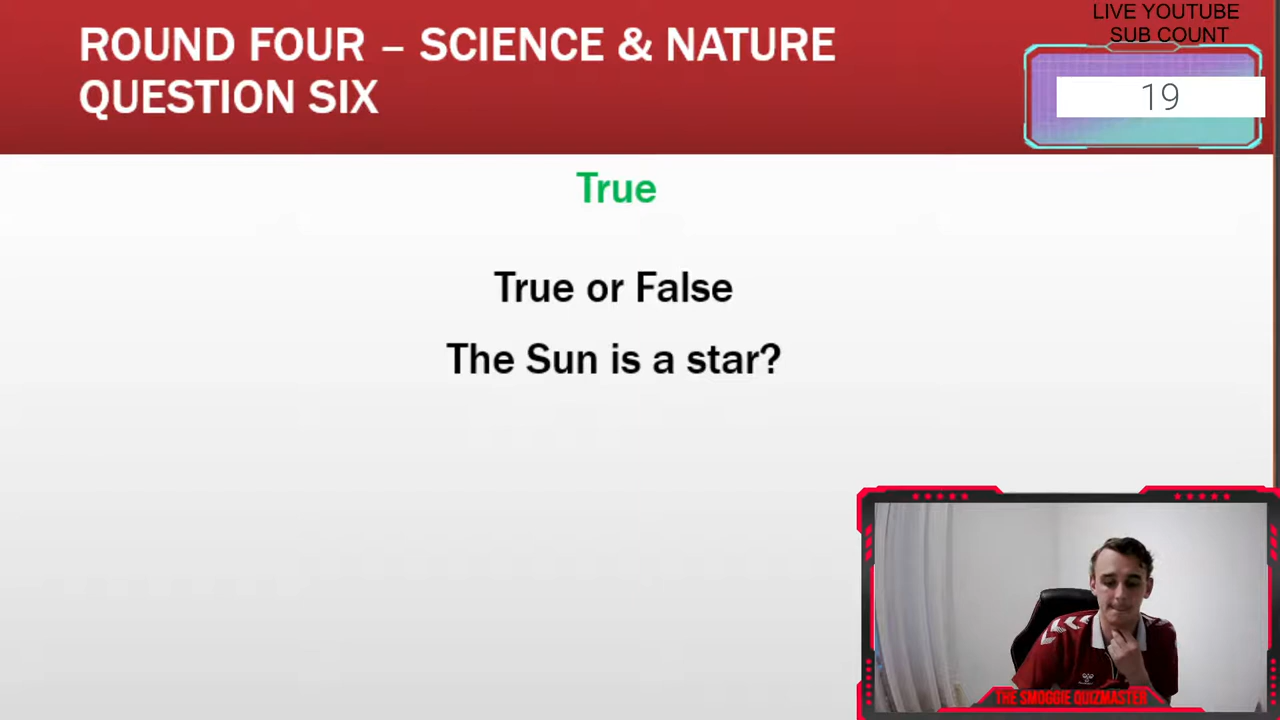 ROUND FOUR – SCIENCE & NATURE
QUESTION SIX
LIVE YOUTUBE
SUB COUNT
19
True
True or False
The Sun is a star?
THE SMOGGIE QUIZMASTER